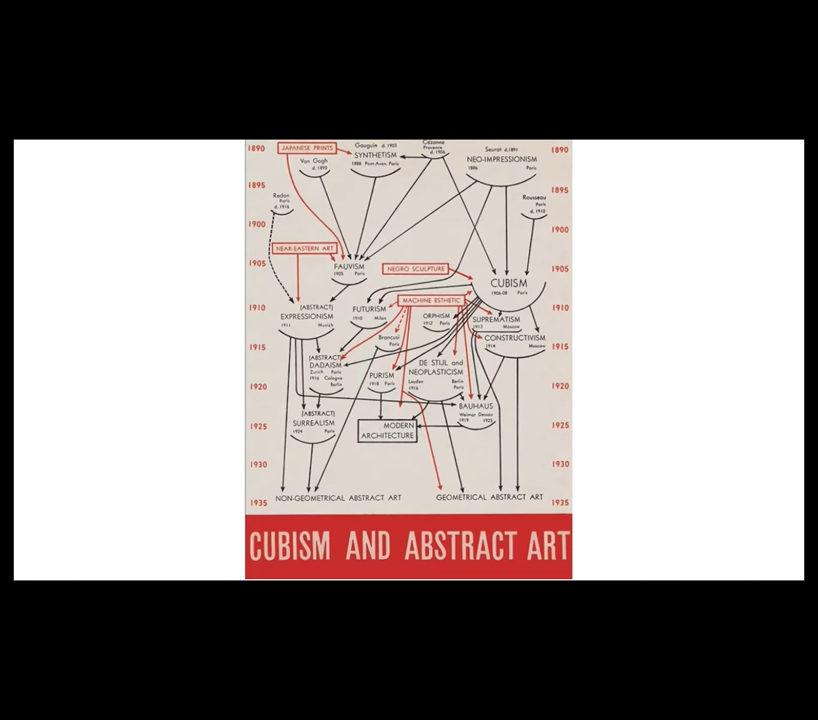 1890
JAPANESE PRINTS
Gauguin d. 1903
Cézanne
Provence
d. 1906
Seurat d.1891
1890
Van Gogh
d. 1890
SYNTHETISM
1888 Pont-Aven, Paris
NEO-IMPRESSIONISM
1886 Paris
1895
1895
Redon
Paris
d. 1916
Rousseau
Paris
d. 1910
1900
1900
NEAR-EASTERN ART
1905
FAUVISM
1905 Paris
NEGRO SCULPTURE
1905
CUBISM
1906-08 Paris
MACHINE ESTHETIC
1910
(ABSTRACT)
EXPRESSIONISM
1911 Munich
FUTURISM
1910 Milan
ORPHISM
1912 Paris
SUPREMATISM
1913 Moscow
1910
Brancusi
Paris
CONSTRUCTIVISM
1914 Moscow
1915
1915
(ABSTRACT)
DADAISM
Zurich Paris
1916 Cologne
Berlin
PURISM
1918 Paris
DE STIJL and
NEOPLASTICISM
Leyden Berlin
1916 Paris
1920
1920
(ABSTRACT)
SURREALISM
1924 Paris
BAUHAUS
Weimar Dessau
1919 1925
1925
MODERN
ARCHITECTURE
1925
1930
1930
1935
NON-GEOMETRICAL ABSTRACT ART
GEOMETRICAL ABSTRACT ART
1935
CUBISM AND ABSTRACT ART